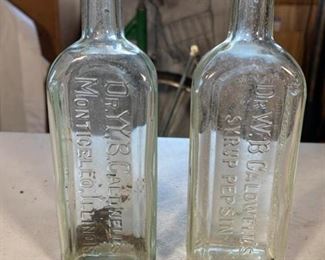 DR. W.B. CALDWELL'S
MONTICELLO, ILLINOIS
DR. W.B. CALDWELL'S
SYRUP PEPSIN